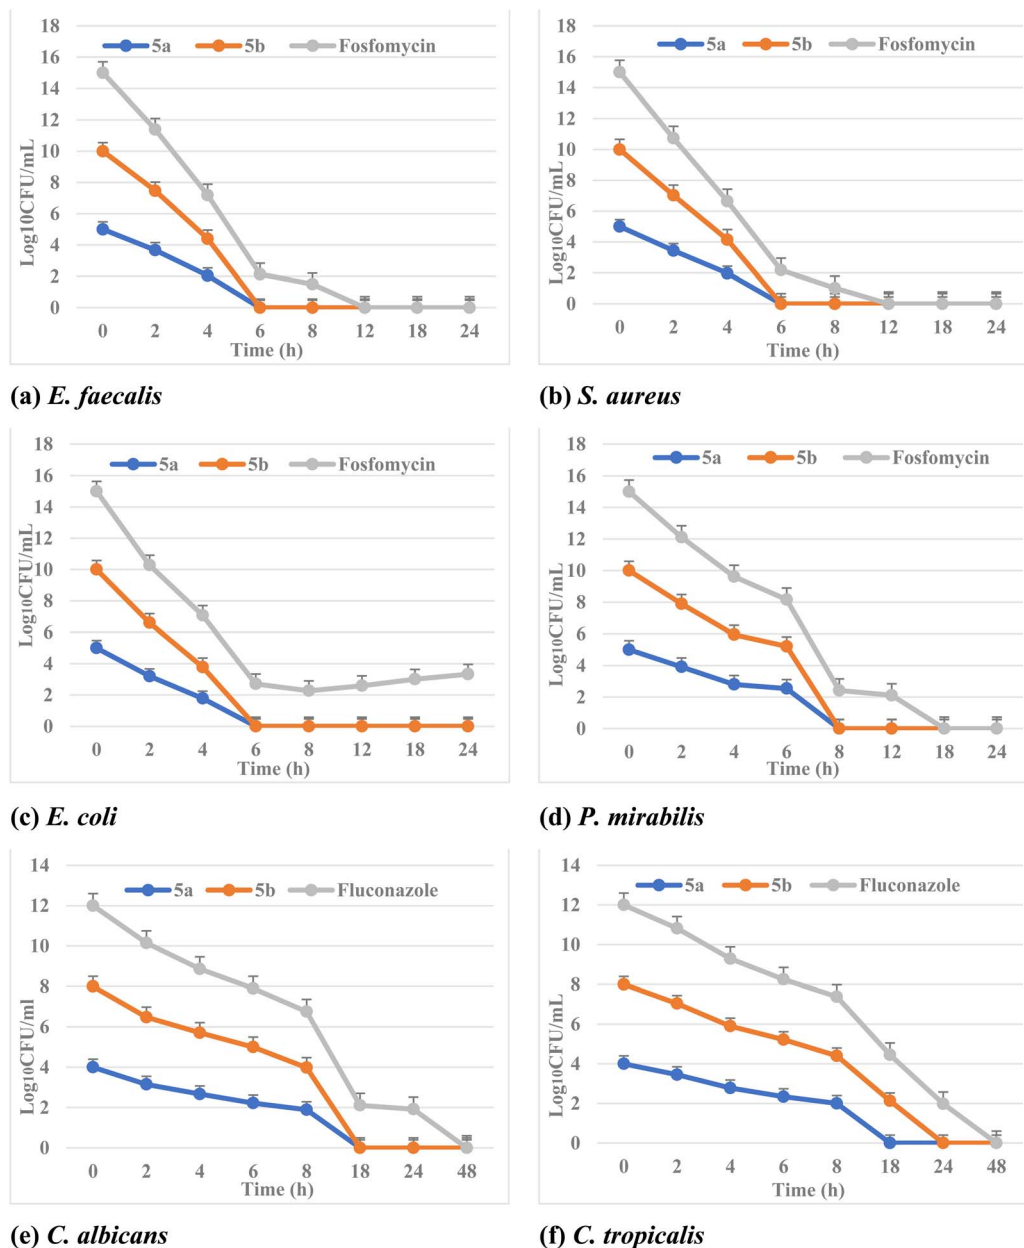 18
5a 5b Fosfomycin
16
14
12
10
8
6
4
2
0
Log10CFU/mL
0 2 4 6 8 12 18 24
Time (h)
(a) E. faecalis
18
5a 5b Fosfomycin
16
14
12
10
8
6
4
2
0
Log10CFU/mL
0 2 4 6 8 12 18 24
Time (h)
(b) S. aureus
18
5a 5b Fosfomycin
16
14
12
10
8
6
4
2
0
Log10CFU/mL
0 2 4 6 8 12 18 24
Time (h)
(c) E. coli
18
5a 5b Fosfomycin
16
14
12
10
8
6
4
2
0
Log10CFU/mL
0 2 4 6 8 12 18 24
Time (h)
(d) P. mirabilis
14
5a 5b Fluconazole
12
10
8
6
4
2
0
Log10CFU/ml
0 2 4 6 8 18 24 48
Time (h)
(e) C. albicans
14
5a 5b Fluconazole
12
10
8
6
4
2
0
Log10CFU/mL
0 2 4 6 8 18 24 48
Time (h)
(f) C. tropicalis